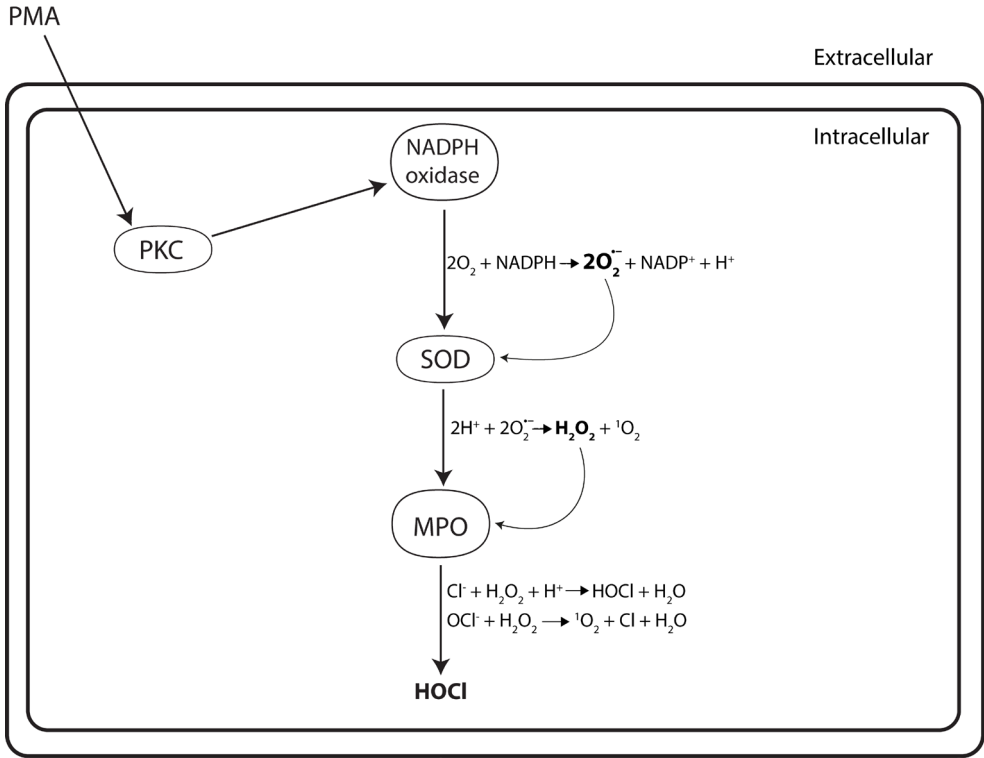 PMA
Extracellular
Intracellular
NADPH
oxidase
PKC
2O₂ + NADPH → 2O₂•⁻ + NADP⁺ + H⁺
SOD
2H⁺ + 2O₂•⁻ → H₂O₂ + ¹O₂
MPO
Cl⁻ + H₂O₂ + H⁺ → HOCl + H₂O
OCl⁻ + H₂O₂ → ¹O₂ + Cl + H₂O
HOCl